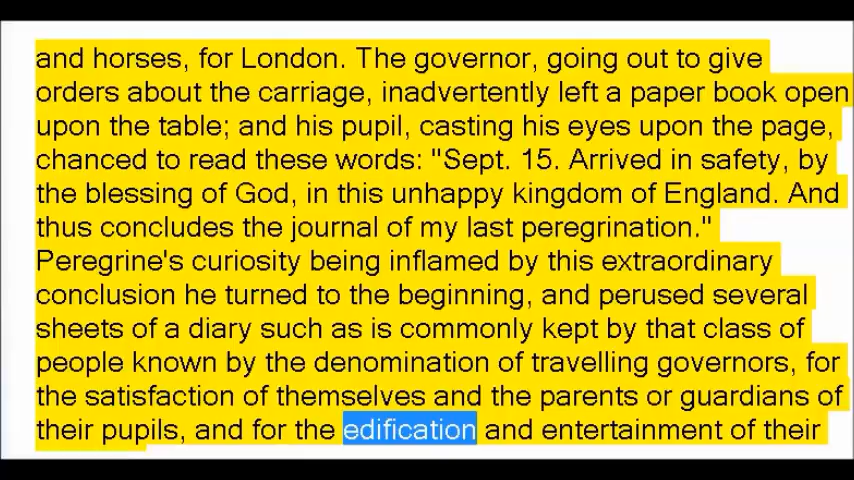 and horses, for London. The governor, going out to give
orders about the carriage, inadvertently left a paper book open
upon the table; and his pupil, casting his eyes upon the page,
chanced to read these words: "Sept. 15. Arrived in safety, by
the blessing of God, in this unhappy kingdom of England. And
thus concludes the journal of my last peregrination."
Peregrine's curiosity being inflamed by this extraordinary
conclusion he turned to the beginning, and perused several
sheets of a diary such as is commonly kept by that class of
people known by the denomination of travelling governors, for
the satisfaction of themselves and the parents or guardians of
their pupils, and for the edification and entertainment of their